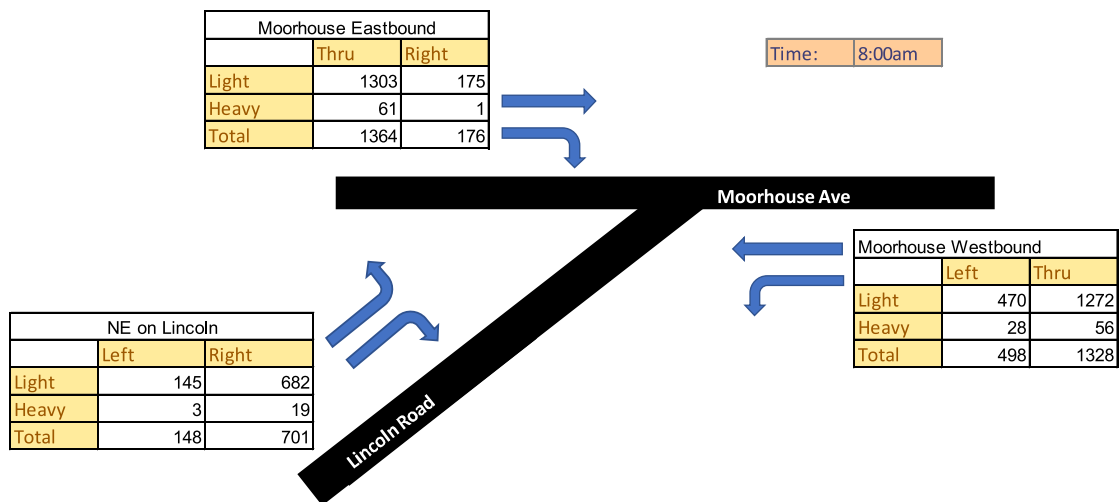 Moorhouse Eastbound
Thru Right
Light 1303 175
Heavy 61 1
Total 1364 176
Time: 8:00am
Moorhouse Ave
Moorhouse Westbound
Left Thru
Light 470 1272
Heavy 28 56
Total 498 1328
NE on Lincoln
Left Right
Light 145 682
Heavy 3 19
Total 148 701
Lincoln Road